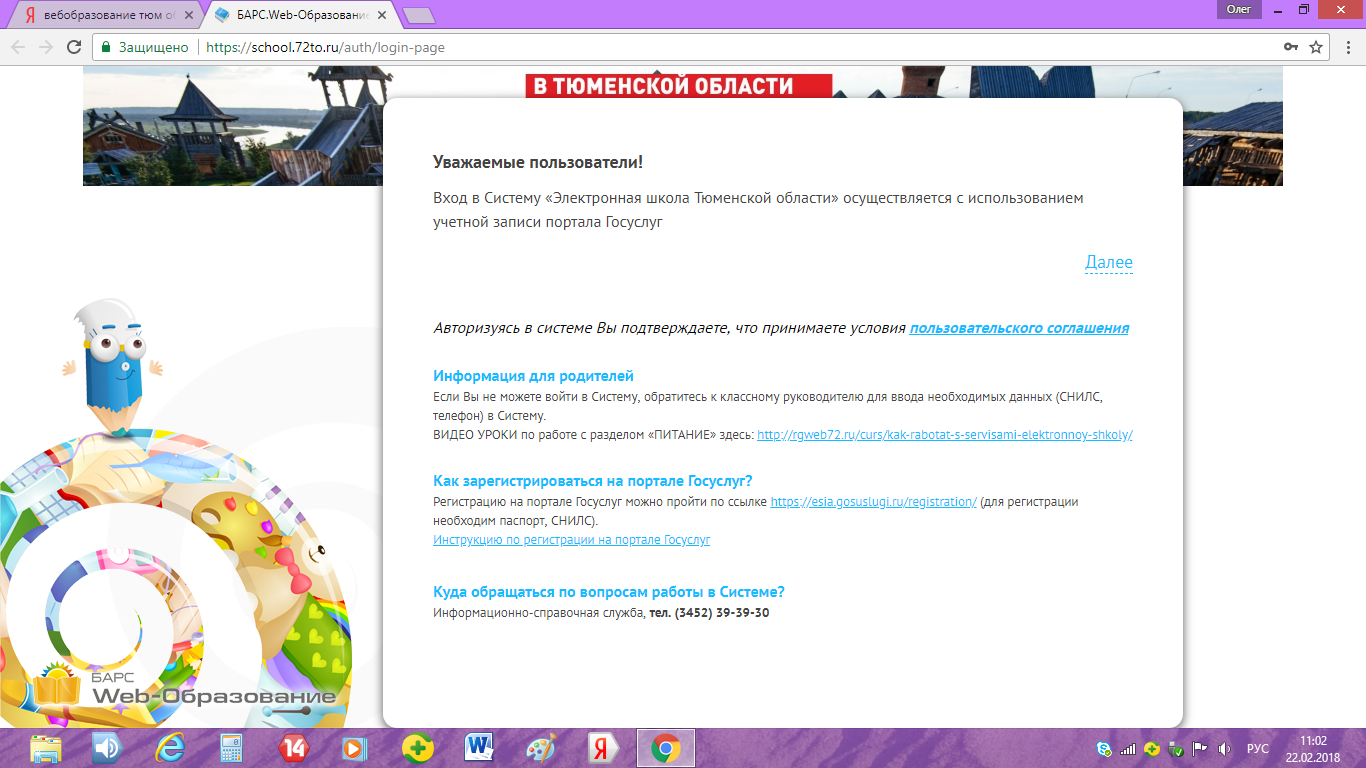 вебобразование тюм об
БАРС.Web-Образование
Олег
Защищено
https://school.72to.ru/auth/login-page
В ТЮМЕНСКОЙ ОБЛАСТИ
Уважаемые пользователи!
Вход в Систему «Электронная школа Тюменской области» осуществляется с использованием
учетной записи портала Госуслуг
Далее
Авторизуясь в системе Вы подтверждаете, что принимаете условия пользовательского соглашения
Информация для родителей
Если Вы не можете войти в Систему, обратитесь к классному руководителю для ввода необходимых данных (СНИЛС,
телефон) в Систему.
ВИДЕО УРОКИ по работе с разделом «ПИТАНИЕ» здесь: http://rgweb72.ru/curs/kak-rabotat-s-servisami-elektronnoy-shkoly/
Как зарегистрироваться на портале Госуслуг?
Регистрацию на портале Госуслуг можно пройти по ссылке https://esia.gosuslugi.ru/registration/ (для регистрации
необходим паспорт, СНИЛС).
Инструкцию по регистрации на портале Госуслуг
Куда обращаться по вопросам работы в Системе?
Информационно-справочная служба, тел. (3452) 39-39-30
БАРС
Web-Образование
14
РУС
11:02
22.02.2018